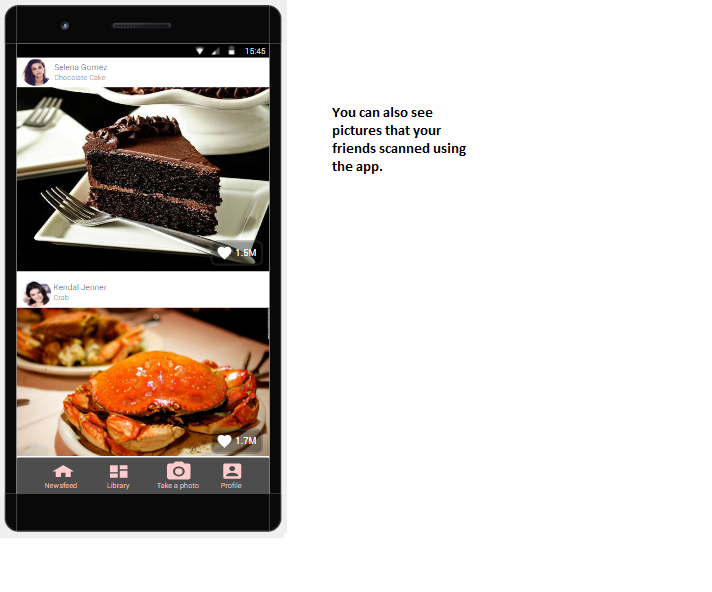 15:45
Selena Gomez
Chocolate Cake
1.5M
Kendal Jenner
Crab
1.7M
Newsfeed Library Take a photo Profile
You can also see
pictures that your
friends scanned using
the app.